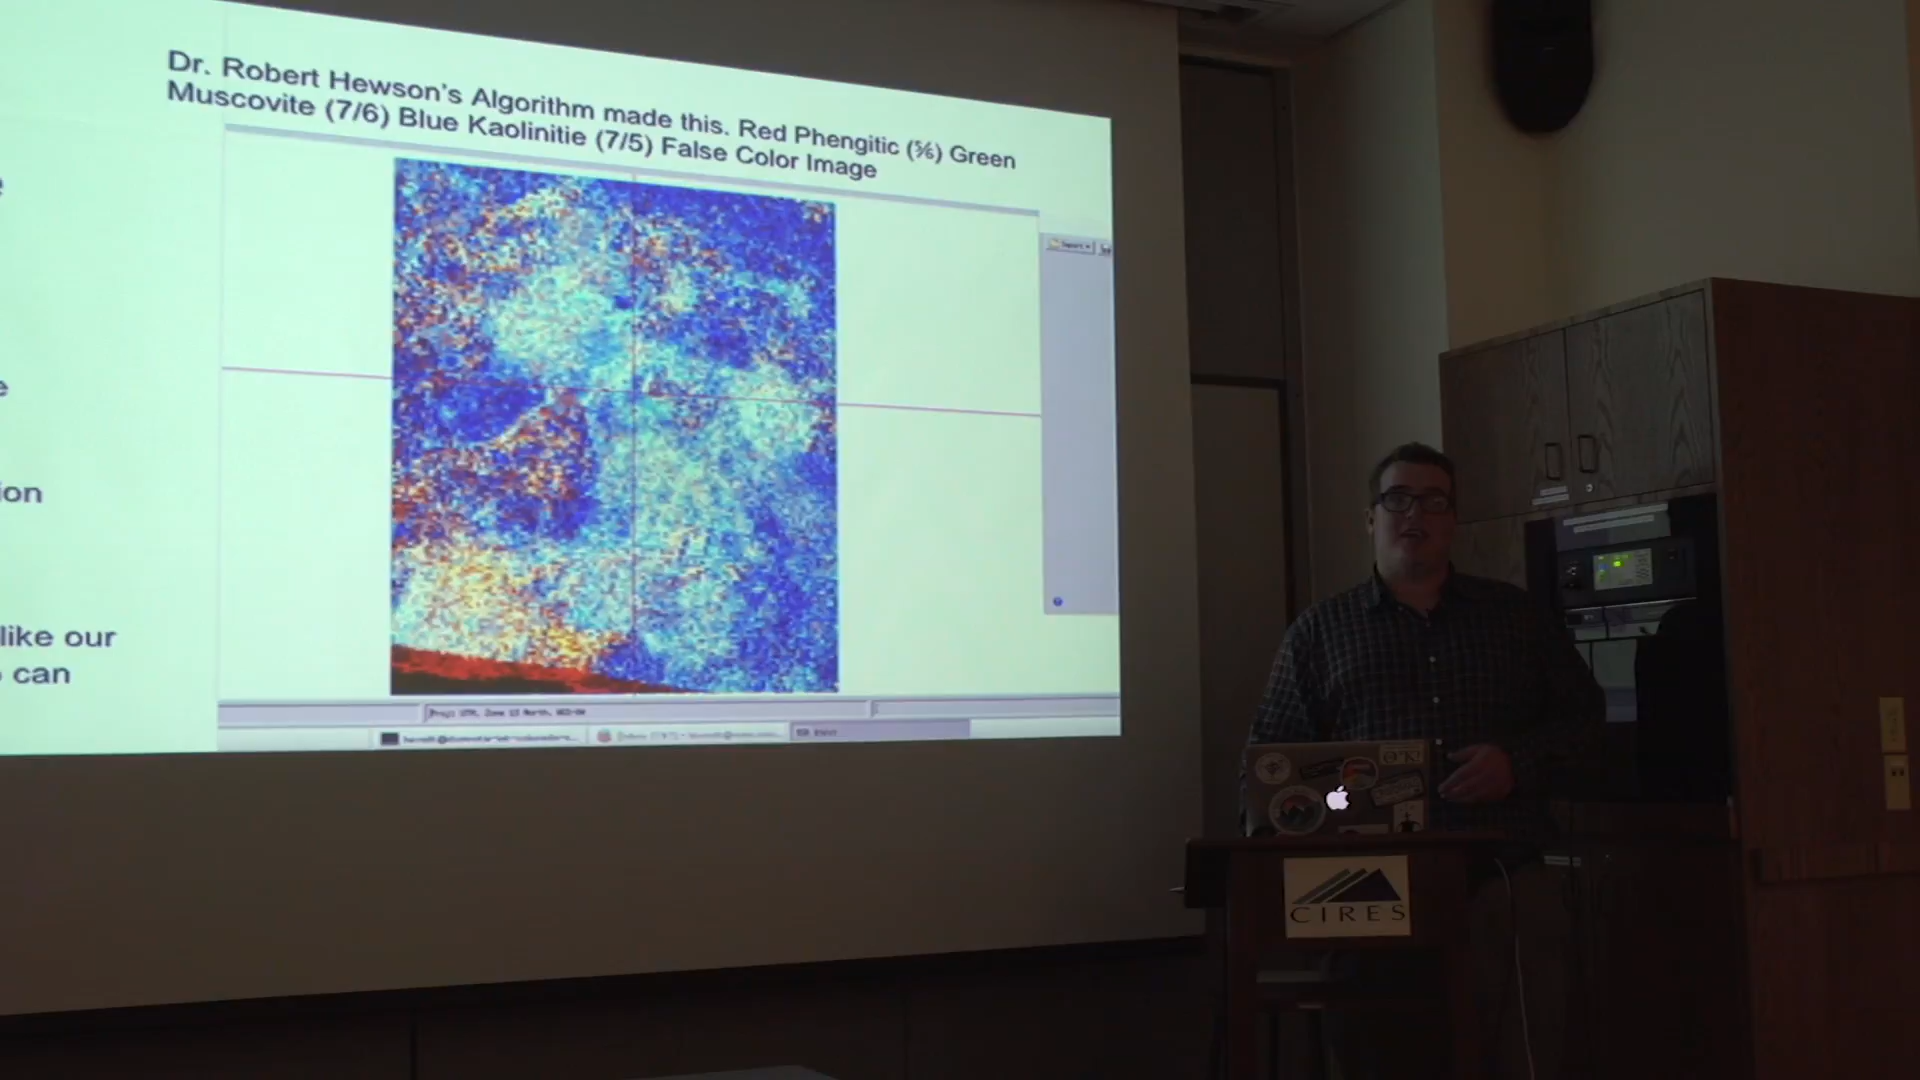 Dr. Robert Hewson's Algorithm made this. Red Phengitic (⅚) Green
Muscovite (7/6) Blue Kaolinitie (7/5) False Color Image
ion
like our
can
CIRES